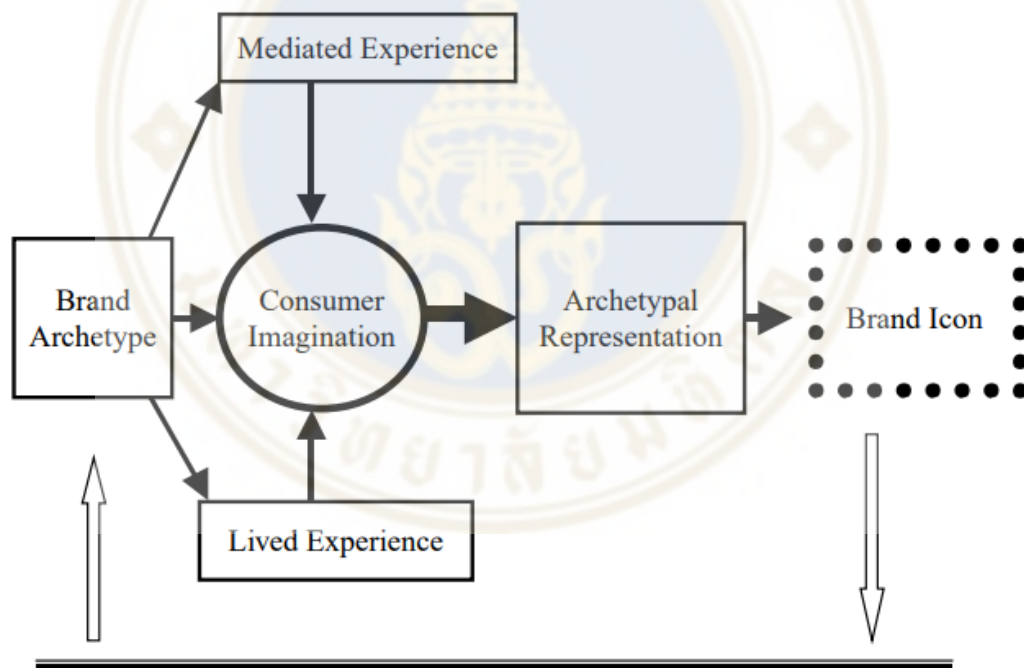 Mediated Experience
Brand
Archetype
Consumer
Imagination
Archetypal
Representation
Brand Icon
Lived Experience